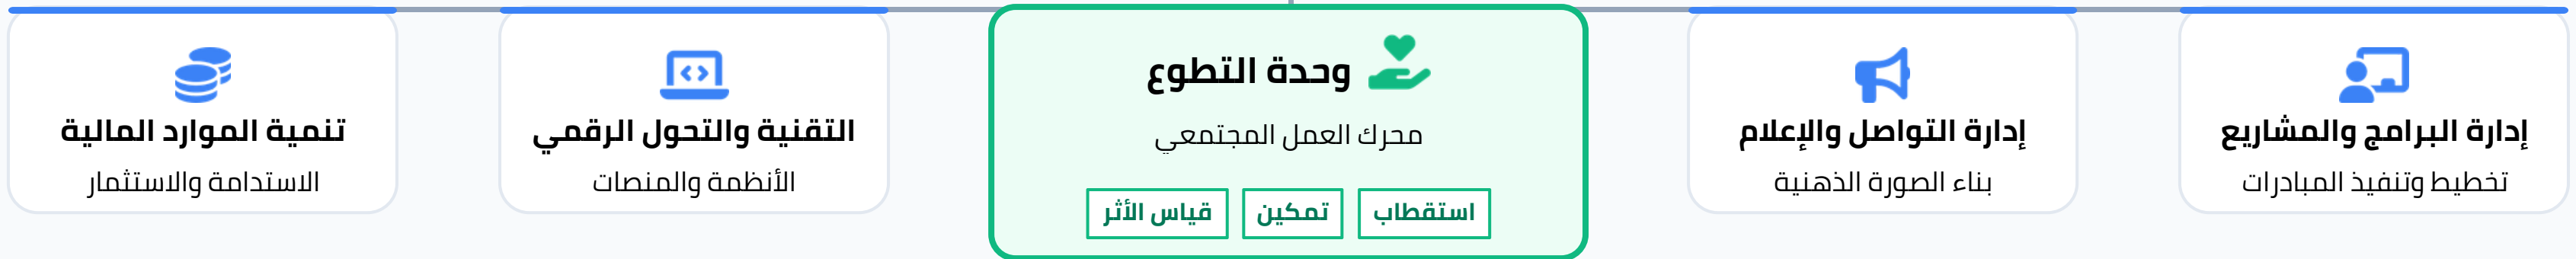 إدارة البرامج والمشاريع
تخطيط وتنفيذ المبادرات
إدارة التواصل والإعلام
بناء الصورة الذهنية
وحدة التطوع
محرك العمل المجتمعي
استقطاب
تمكين
قياس الأثر
التقنية والتحول الرقمي
الأنظمة والمنصات
تنمية الموارد المالية
الاستدامة والاستثمار